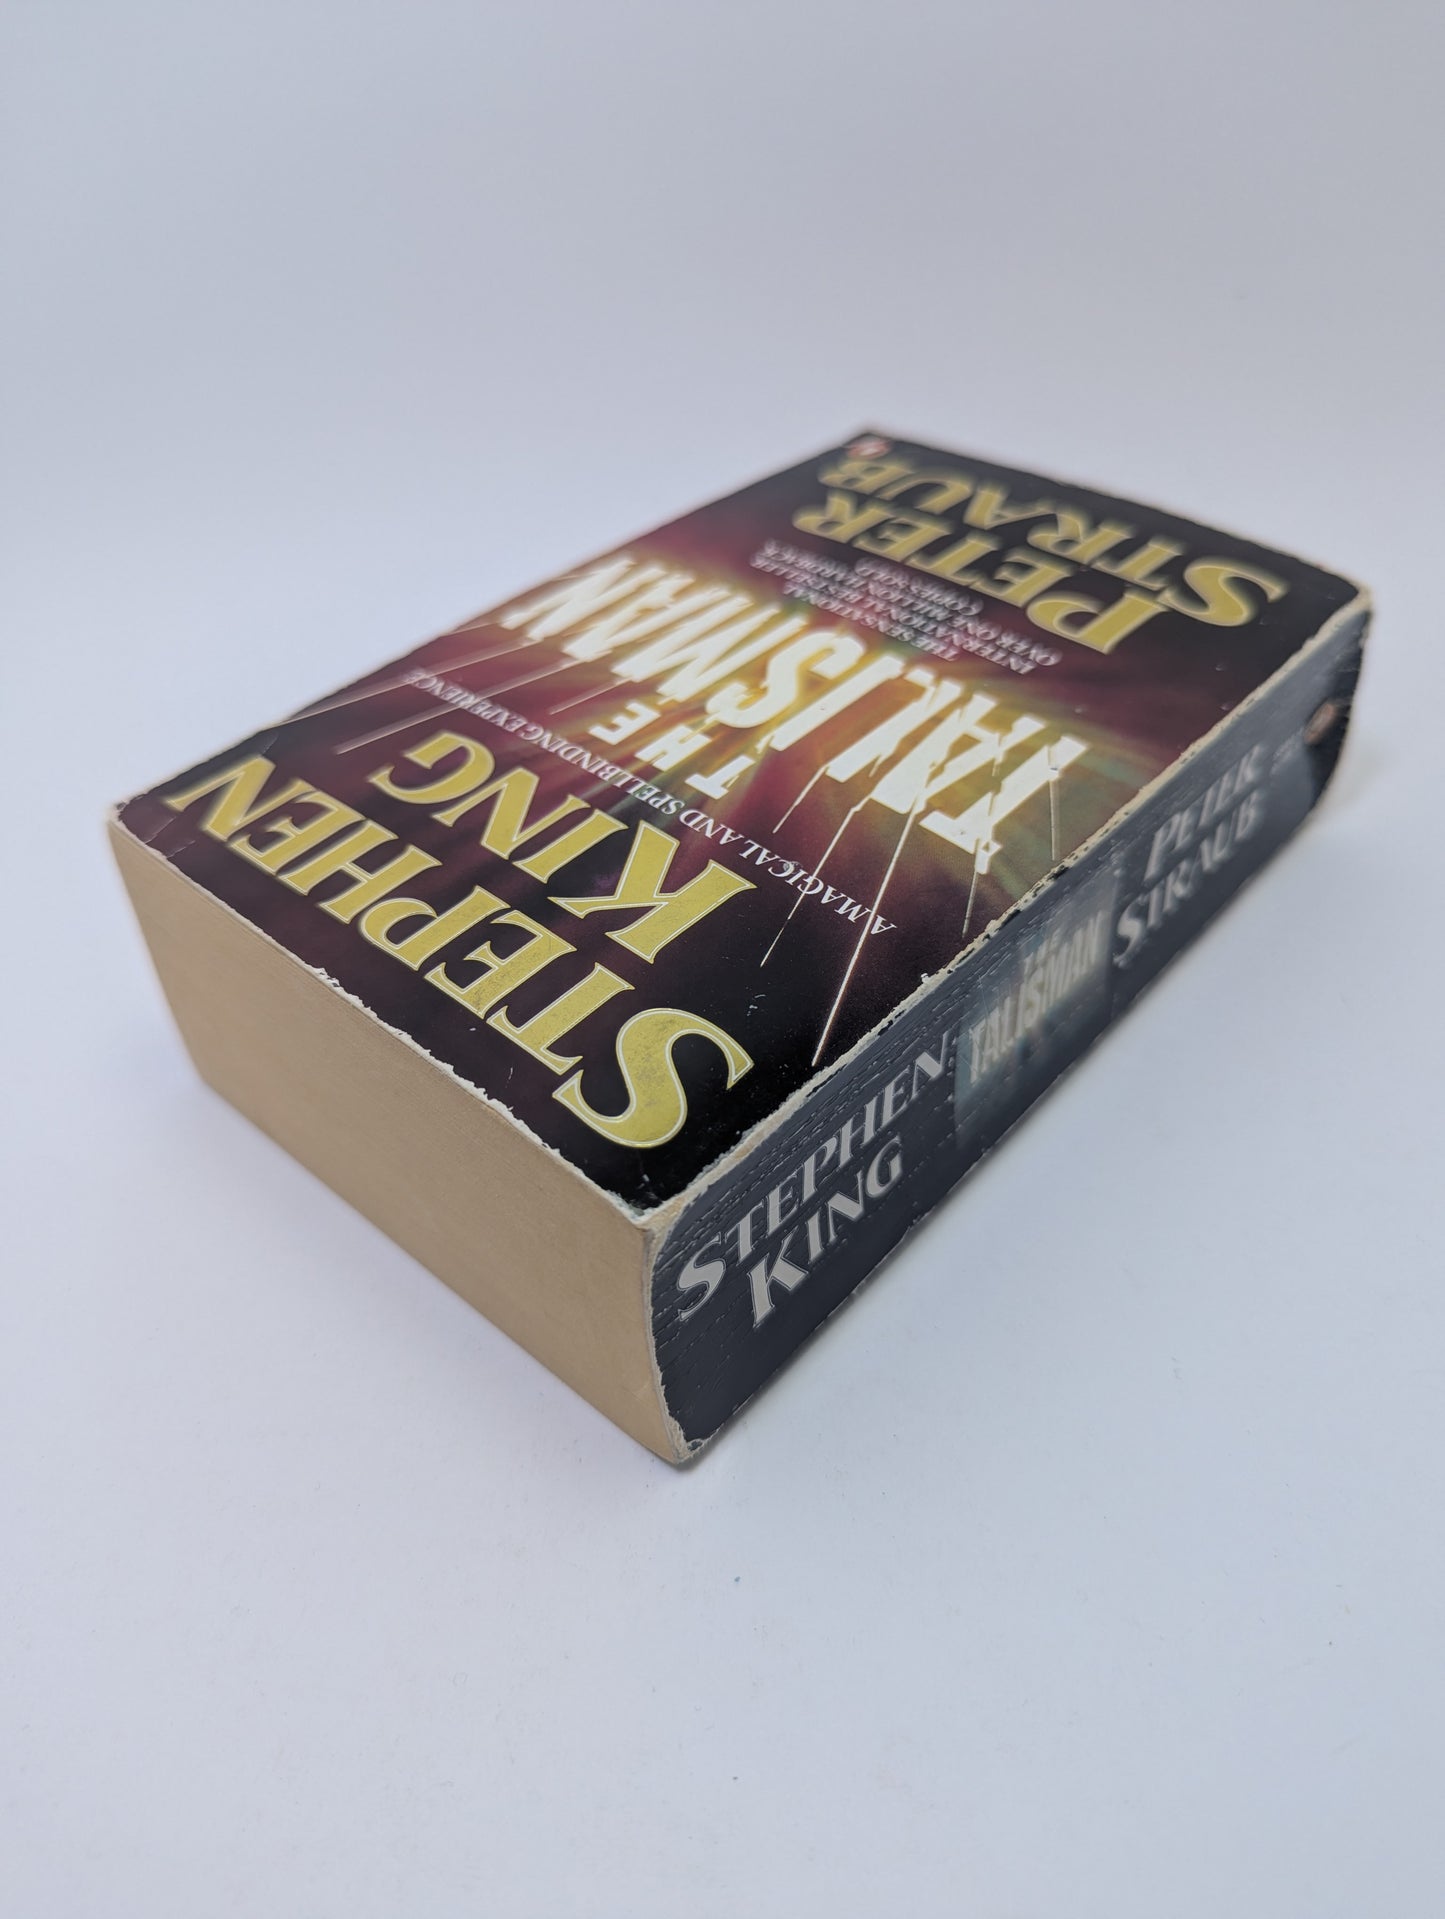 STEPHEN
KING
A MAGICAL AND SPELLBINDING EXPERIENCE
THE
TALISMAN
THE SENSATIONAL
INTERNATIONAL BESTSELLER
OVER ONE MILLION HARDBACK
COPIES SOLD
PETER
STRAUB
STEPHEN
KING
THE
TALISMAN
PETER
STRAUB